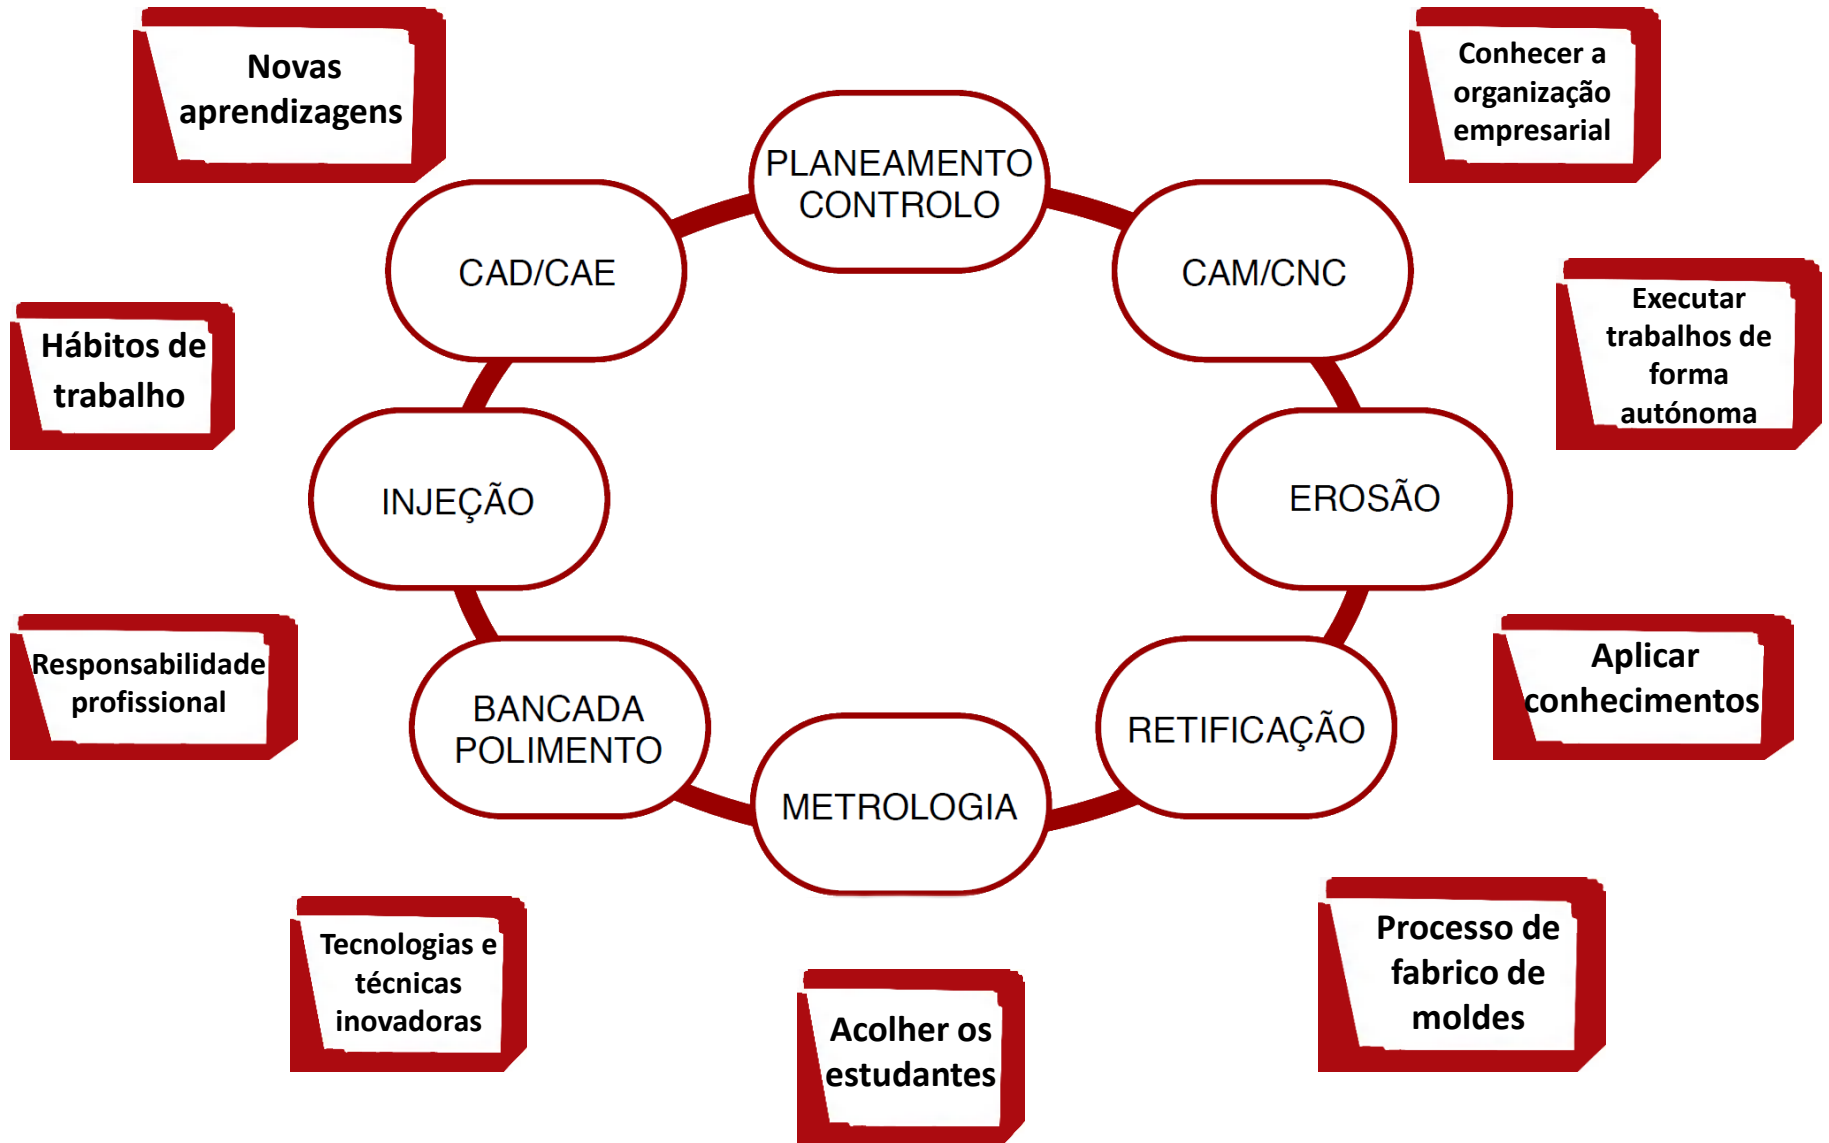 Novas
aprendizagens
Conhecer a
organização
empresarial
PLANEAMENTO
CONTROLO
CAD/CAE
CAM/CNC
Hábitos de
trabalho
Executar
trabalhos de
forma
autónoma
INJEÇÃO
EROSÃO
Responsabilidade
profissional
Aplicar
conhecimentos
BANCADA
POLIMENTO
RETIFICAÇÃO
METROLOGIA
Tecnologias e
técnicas
inovadoras
Acolher os
estudantes
Processo de
fabrico de
moldes